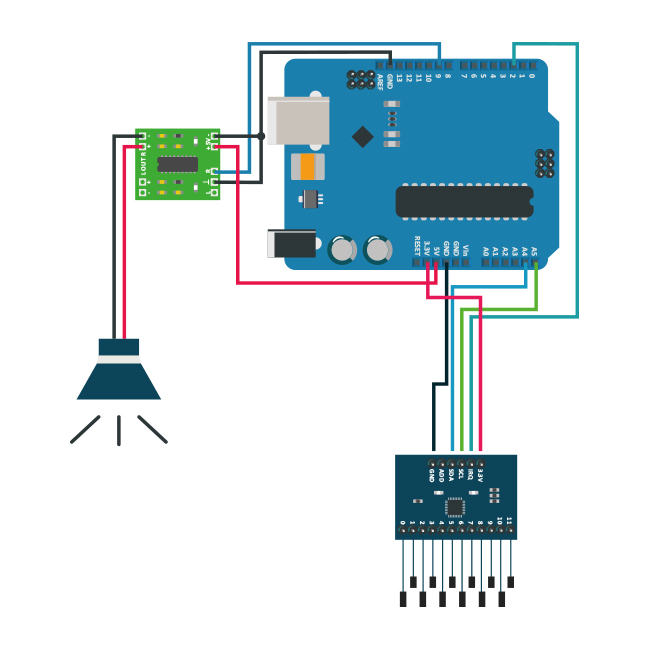 AREF
GND
13
12
11
10
9
8
7
6
5
4
3
2
1
0
-
+
LOUTR
+
-
5V
+
R
⊥
L
RESET
3.3V
5V
GND
GND
Vin
A0
A1
A2
A3
A4
A5
GND
ADD
SDA
SCL
IRQ
3.3V
0
1
2
3
4
5
6
7
8
9
10
11